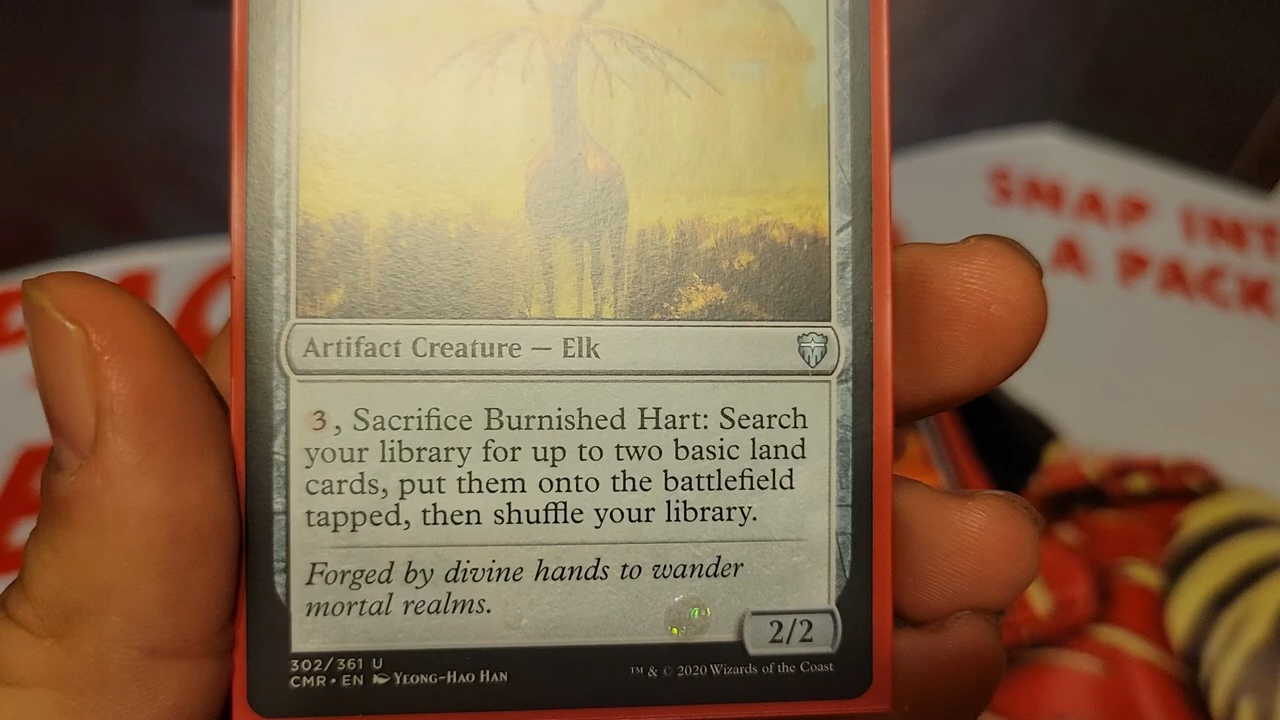 SNAP INT
A PACK
Artifact Creature — Elk
3, Sacrifice Burnished Hart: Search
your library for up to two basic land
cards, put them onto the battlefield
tapped, then shuffle your library.
Forged by divine hands to wander
mortal realms.
2/2
302/361 U
CMR • EN Yeong-Hao Han
™ & © 2020 Wizards of the Coast